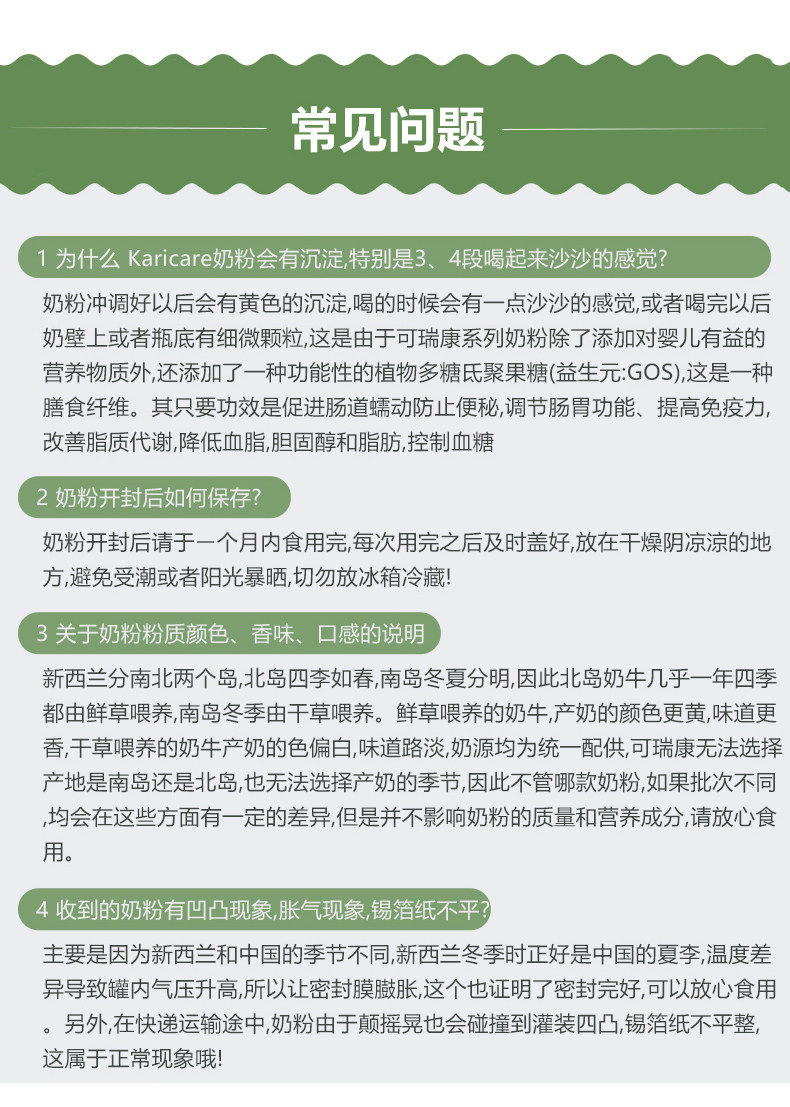 常见问题
1 为什么 Karicare奶粉会有沉淀,特别是3、4段喝起来沙沙的感觉?
奶粉冲调好以后会有黄色的沉淀,喝的时候会有一点沙沙的感觉,或者喝完以后
奶壁上或者瓶底有细微颗粒,这是由于可瑞康系列奶粉除了添加对婴儿有益的
营养物质外,还添加了一种功能性的植物多糖氐聚果糖(益生元:GOS),这是一种
膳食纤维。其只要功效是促进肠道蠕动防止便秘,调节肠胃功能、提高免疫力,
改善脂质代谢,降低血脂,胆固醇和脂肪,控制血糖
2 奶粉开封后如何保存?
奶粉开封后请于一个月内食用完,每次用完之后及时盖好,放在干燥阴凉凉的地
方,避免受潮或者阳光暴晒,切勿放冰箱冷藏!
3 关于奶粉粉质颜色、香味、口感的说明
新西兰分南北两个岛,北岛四李如春,南岛冬夏分明,因此北岛奶牛几乎一年四季
都由鲜草喂养,南岛冬季由干草喂养。鲜草喂养的奶牛,产奶的颜色更黄,味道更
香,干草喂养的奶牛产奶的色偏白,味道路淡,奶源均为统一配供,可瑞康无法选择
产地是南岛还是北岛,也无法选择产奶的季节,因此不管哪款奶粉,如果批次不同
,均会在这些方面有一定的差异,但是并不影响奶粉的质量和营养成分,请放心食
用。
4 收到的奶粉有凹凸现象,胀气现象,锡箔纸不平?
主要是因为新西兰和中国的季节不同,新西兰冬季时正好是中国的夏李,温度差
异导致罐内气压升高,所以让密封膜臌胀,这个也证明了密封完好,可以放心食用
。另外,在快递运输途中,奶粉由于颠摇晃也会碰撞到灌装四凸,锡箔纸不平整,
这属于正常现象哦!